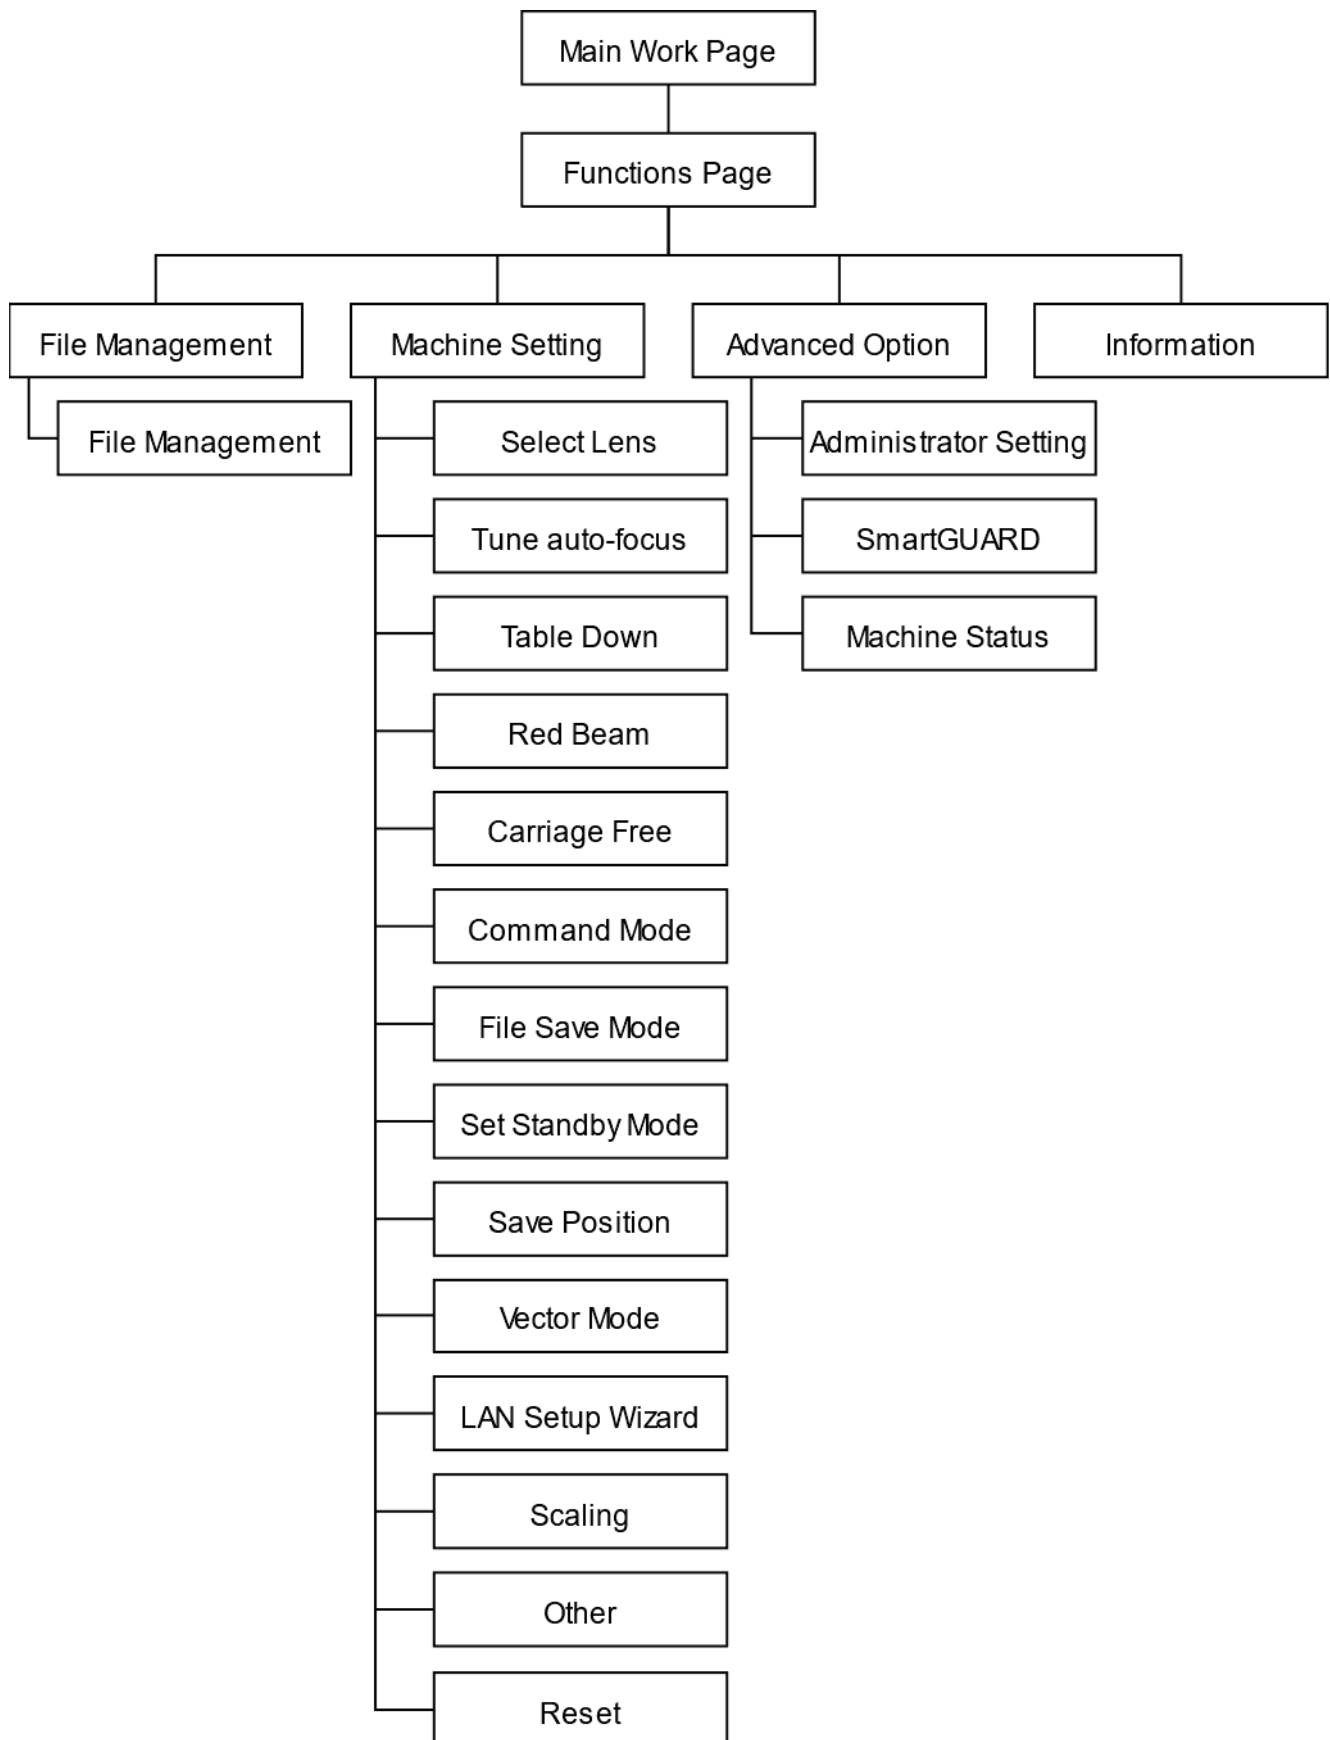 Main Work Page
Functions Page
File Management
Machine Setting
Advanced Option
Information
File Management
Select Lens
Tune auto-focus
Table Down
Red Beam
Carriage Free
Command Mode
File Save Mode
Set Standby Mode
Save Position
Vector Mode
LAN Setup Wizard
Scaling
Other
Reset
Administrator Setting
SmartGUARD
Machine Status